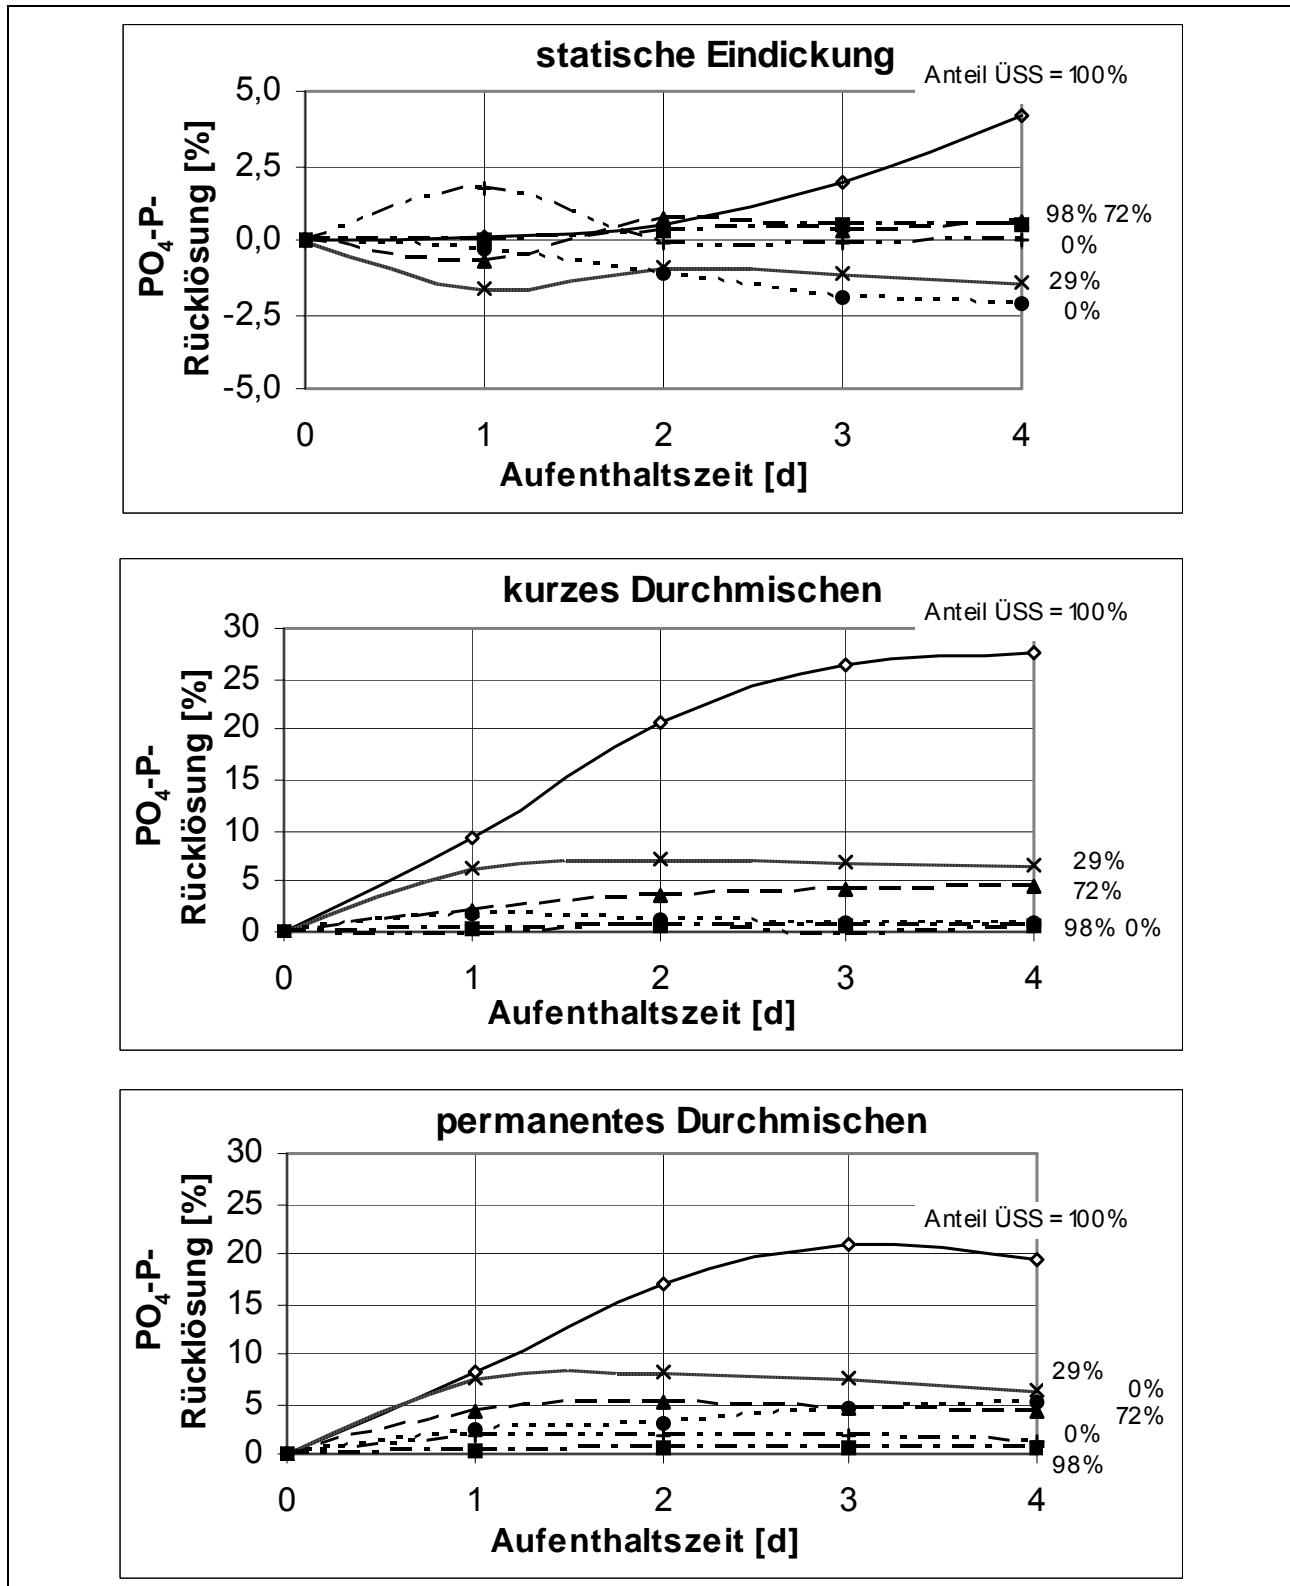 statische Eindickung
Anteil ÜSS = 100%
PO₄-P-
Rücklösung [%]
5,0
2,5
0,0
-2,5
-5,0
98% 72%
0%
29%
0%
0 1 2 3 4
Aufenthaltszeit [d]
kurzes Durchmischen
Anteil ÜSS = 100%
PO₄-P-
Rücklösung [%]
30
25
20
15
10
5
0
29%
72%
98% 0%
0 1 2 3 4
Aufenthaltszeit [d]
permanentes Durchmischen
Anteil ÜSS = 100%
PO₄-P-
Rücklösung [%]
30
25
20
15
10
5
0
29%
0%
72%
0%
98%
0 1 2 3 4
Aufenthaltszeit [d]